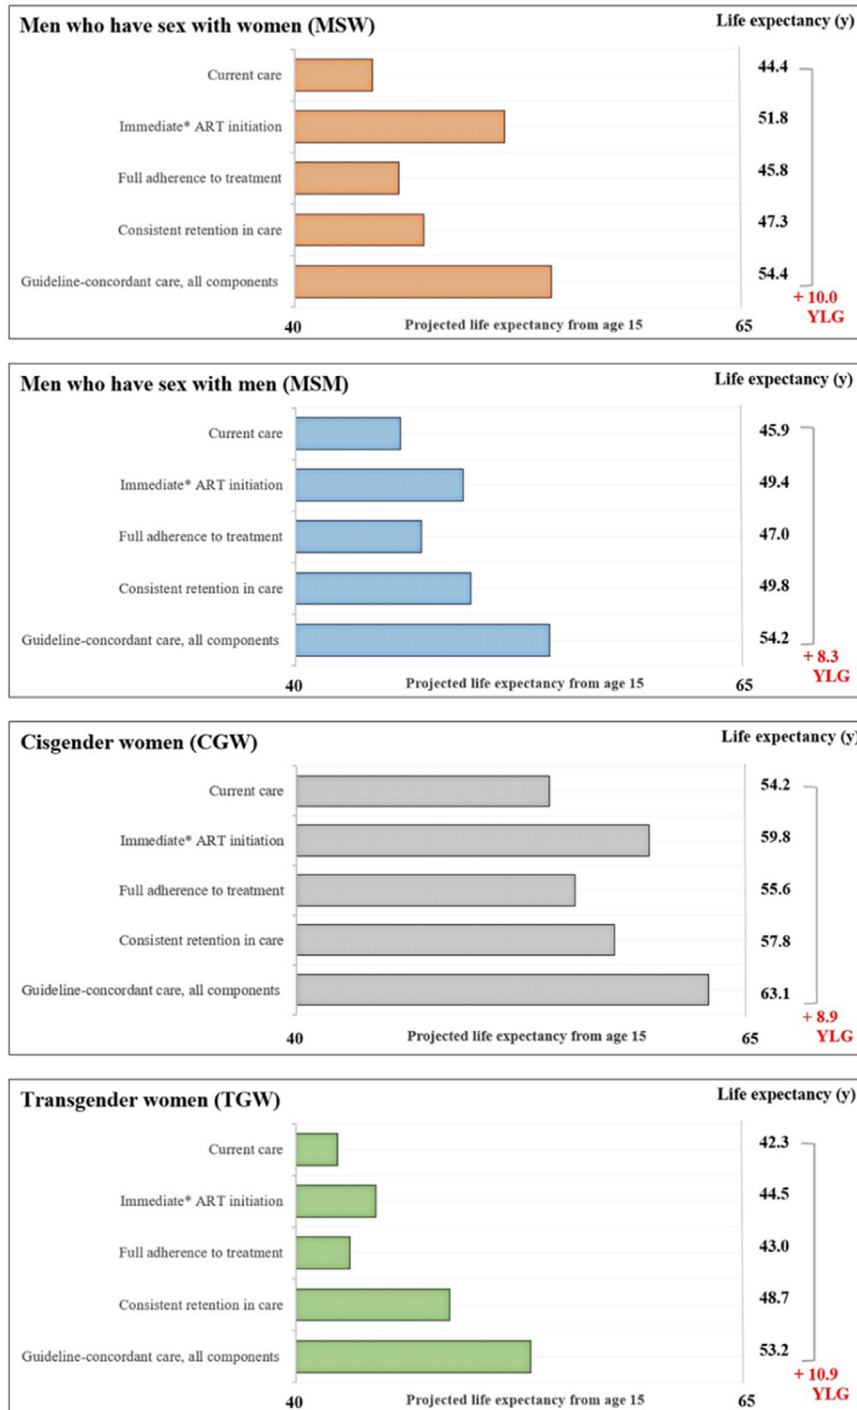 Men who have sex with women (MSW) Life expectancy (y)
Current care 44.4
Immediate* ART initiation 51.8
Full adherence to treatment 45.8
Consistent retention in care 47.3
Guideline-concordant care, all components 54.4
+ 10.0
YLG
40 Projected life expectancy from age 15 65
Men who have sex with men (MSM) Life expectancy (y)
Current care 45.9
Immediate* ART initiation 49.4
Full adherence to treatment 47.0
Consistent retention in care 49.8
Guideline-concordant care, all components 54.2
+ 8.3
YLG
40 Projected life expectancy from age 15 65
Cisgender women (CGW) Life expectancy (y)
Current care 54.2
Immediate* ART initiation 59.8
Full adherence to treatment 55.6
Consistent retention in care 57.8
Guideline-concordant care, all components 63.1
+ 8.9
YLG
40 Projected life expectancy from age 15 65
Transgender women (TGW) Life expectancy (y)
Current care 42.3
Immediate* ART initiation 44.5
Full adherence to treatment 43.0
Consistent retention in care 48.7
Guideline-concordant care, all components 53.2
+ 10.9
YLG
40 Projected life expectancy from age 15 65